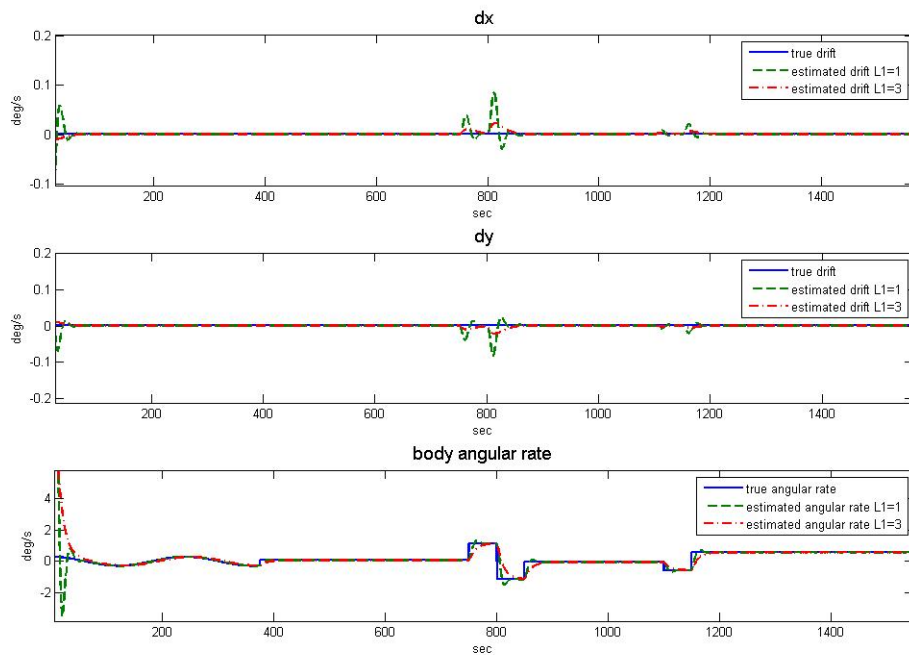 dx
0.2
0.1
0
-0.1
deg/s
true drift
estimated drift L1=1
estimated drift L1=3
200 400 600 800 1000 1200 1400
sec
dy
0.2
0.1
0
-0.1
-0.2
deg/s
true drift
estimated drift L1=1
estimated drift L1=3
200 400 600 800 1000 1200 1400
sec
body angular rate
4
2
0
-2
deg/s
true angular rate
estimated angular rate L1=1
estimated angular rate L1=3
200 400 600 800 1000 1200 1400
sec